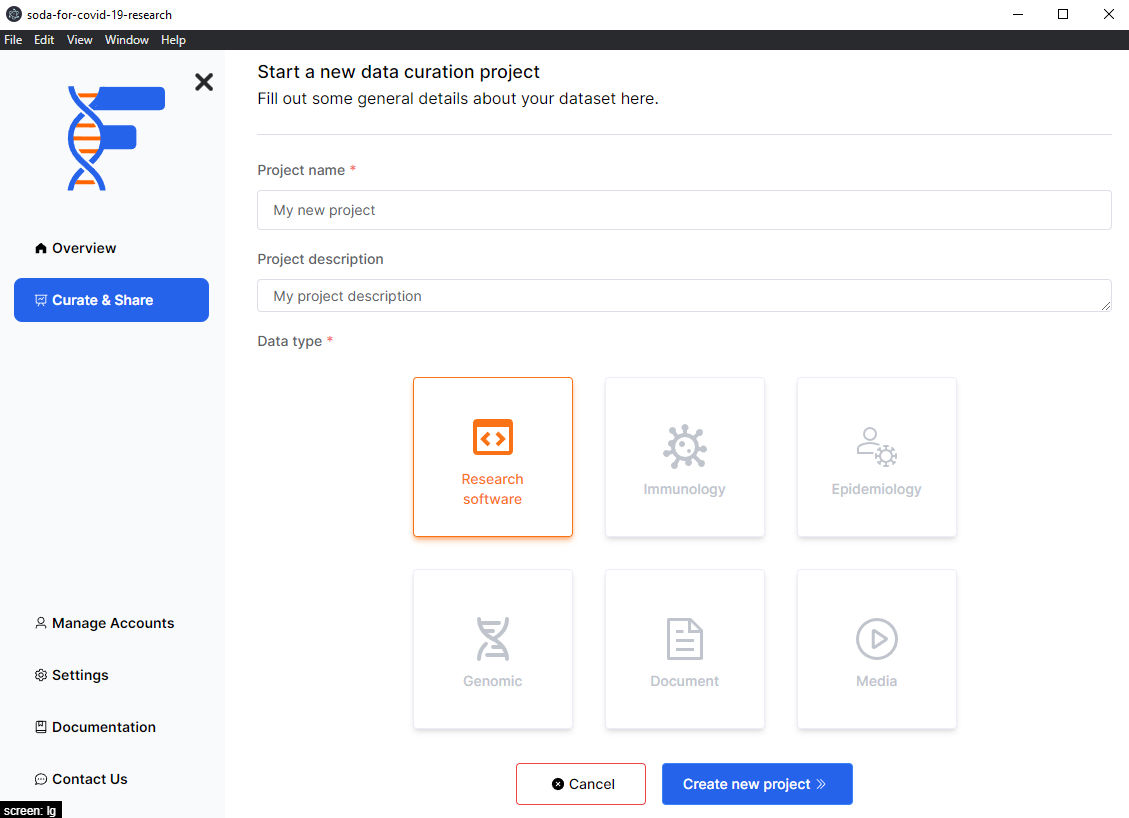 soda-for-covid-19-research
File Edit View Window Help
Overview
Curate & Share
Manage Accounts
Settings
Documentation
Contact Us
screen: lg
Start a new data curation project
Fill out some general details about your dataset here.
Project name *
My new project
Project description
My project description
Data type *
Research
software
Immunology
Epidemiology
Genomic
Document
Media
Cancel
Create new project